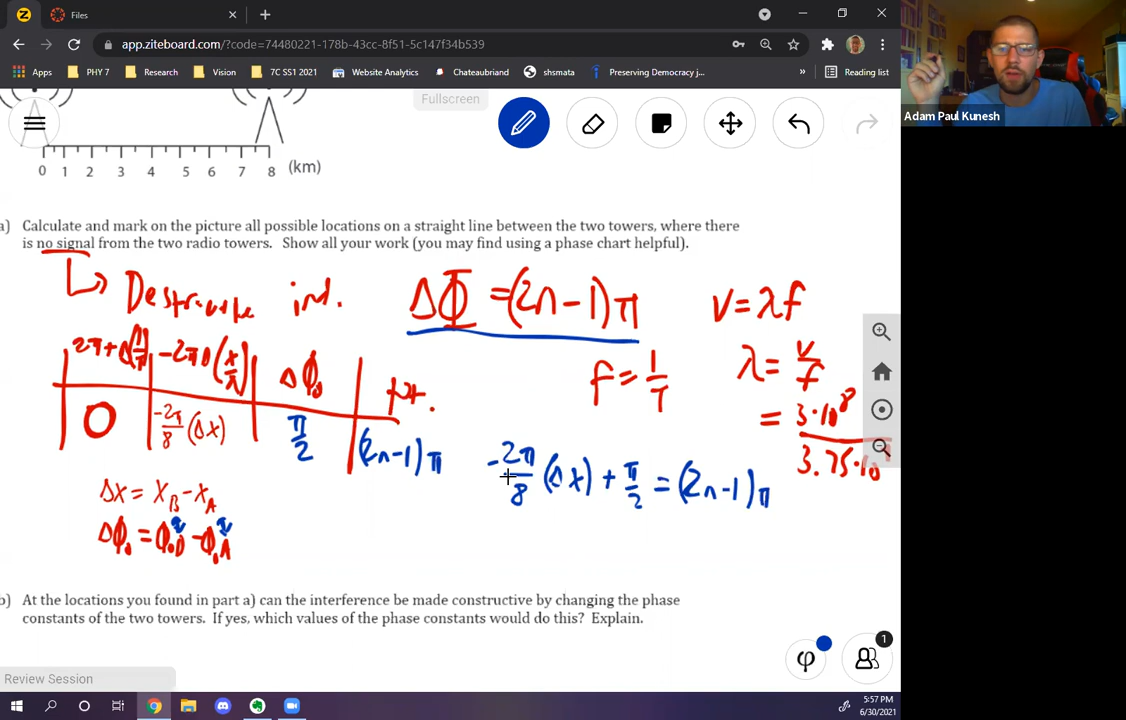 Files
app.ziteboard.com/?code=74480221-178b-43cc-8f51-5c147f34b539
Apps PHY 7 Research Vision 7C SS1 2021 Website Analytics Chateaubriand shsmata Preserving Democracy j... » Reading list
Fullscreen
Adam Paul Kunesh
0 1 2 3 4 5 6 7 8 (km)
a) Calculate and mark on the picture all possible locations on a straight line between the two towers, where there
is no signal from the two radio towers. Show all your work (you may find using a phase chart helpful).
int. ΔΦ = (2n-1)π v = λf
f = 1/T λ = v/f
-2πΔ(x/λ) Δϕ₀
= 3·10^8
0 -2π/8 (Δx) π/2 (2n-1)π
-2π/8 (Δx) + π/2 = (2n-1)π
Δx = x_B - x_A
b) At the locations you found in part a) can the interference be made constructive by changing the phase
constants of the two towers. If yes, which values of the phase constants would do this? Explain.
1
Review Session
5:57 PM
6/30/2021